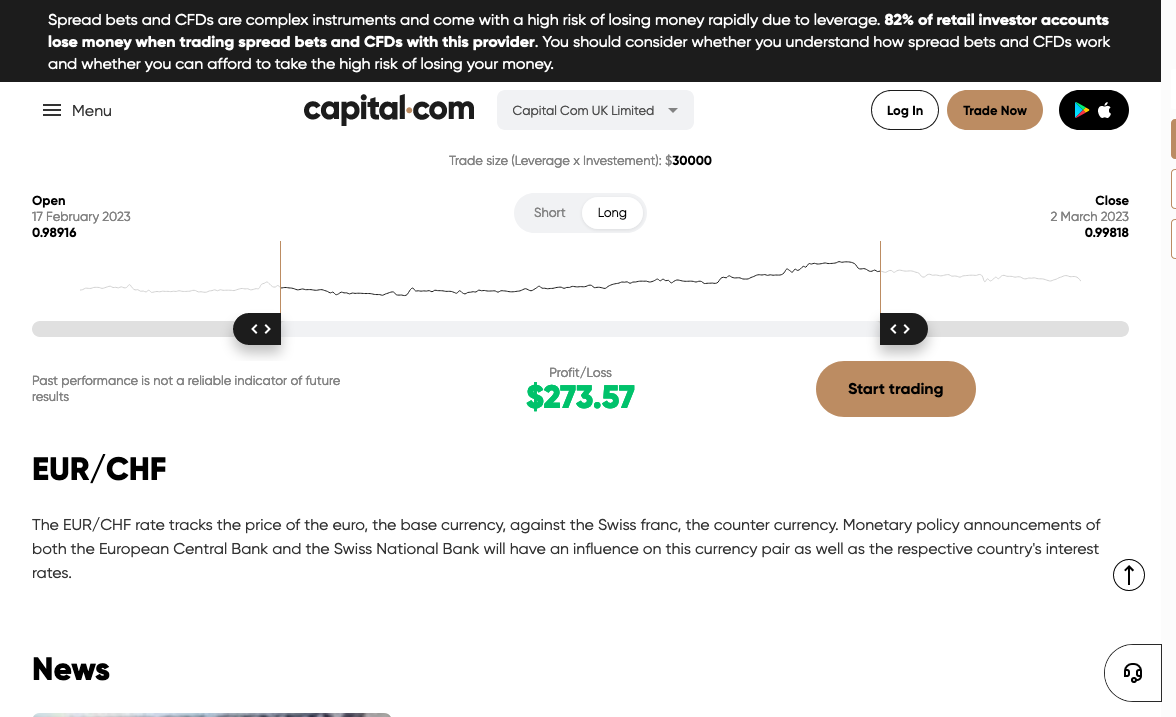 Spread bets and CFDs are complex instruments and come with a high risk of losing money rapidly due to leverage. 82% of retail investor accounts
lose money when trading spread bets and CFDs with this provider. You should consider whether you understand how spread bets and CFDs work
and whether you can afford to take the high risk of losing your money.
Menu
capital.com
Capital Com UK Limited
Log In
Trade Now
Trade size (Leverage x Investement): $30000
Open
17 February 2023
0.98916
Short
Long
Close
2 March 2023
0.99818
Past performance is not a reliable indicator of future
results
Profit/Loss
$273.57
Start trading
EUR/CHF
The EUR/CHF rate tracks the price of the euro, the base currency, against the Swiss franc, the counter currency. Monetary policy announcements of
both the European Central Bank and the Swiss National Bank will have an influence on this currency pair as well as the respective country's interest
rates.
News